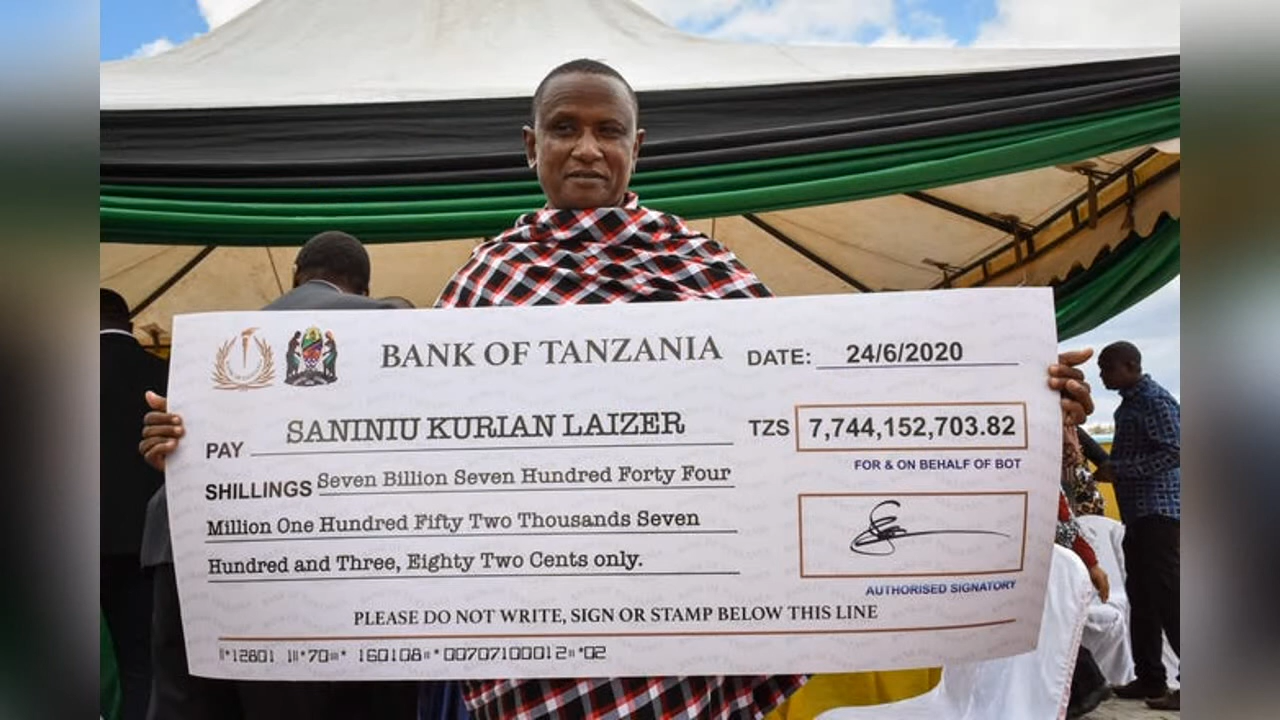 BANK OF TANZANIA
DATE: 24/6/2020
PAY SANINIU KURIAN LAIZER
TZS 7,744,152,703.82
FOR & ON BEHALF OF BOT
SHILLINGS Seven Billion Seven Hundred Forty Four
Million One Hundred Fifty Two Thousands Seven
Hundred and Three, Eighty Two Cents only.
AUTHORISED SIGNATORY
PLEASE DO NOT WRITE, SIGN OR STAMP BELOW THIS LINE
⑈*12801 1⑈*70⑈* 160108⑈*00707100012⑈*02